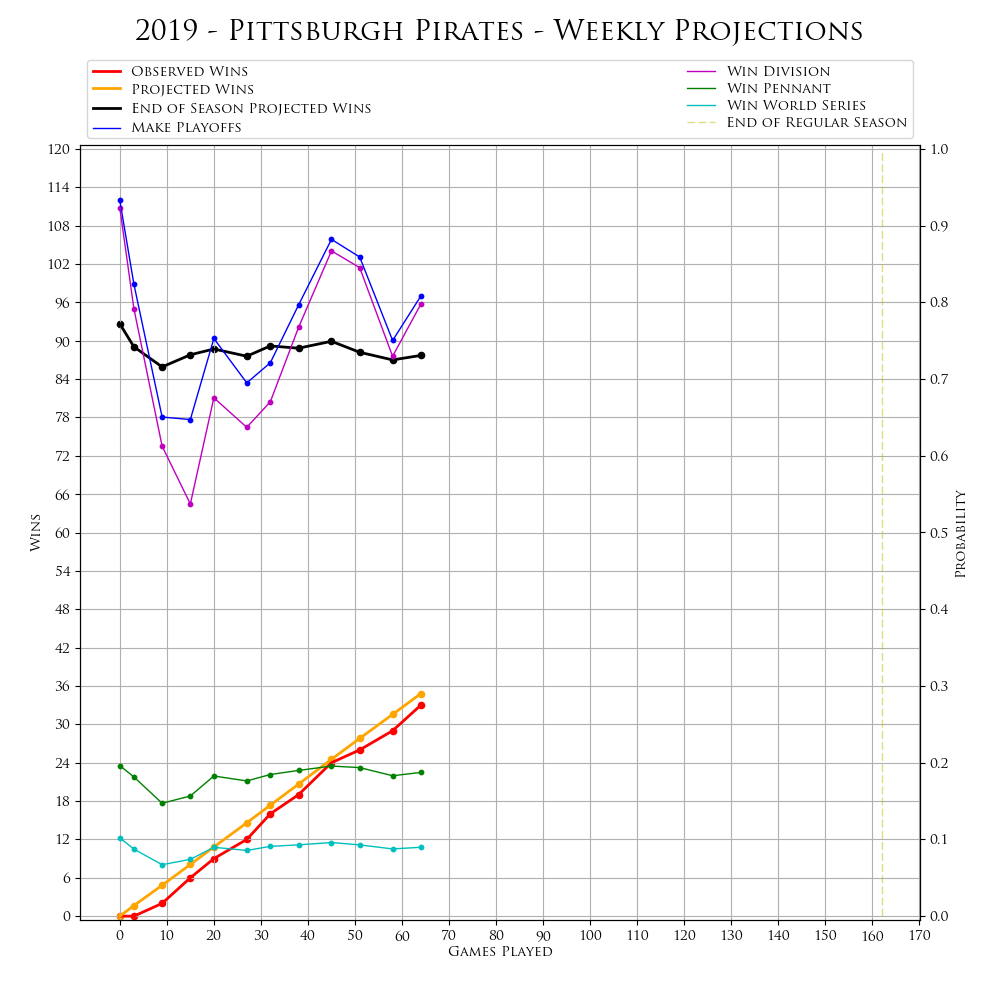 2019 - Pittsburgh Pirates - Weekly Projections
Observed Wins
Projected Wins
End of Season Projected Wins
Make Playoffs
Win Division
Win Pennant
Win World Series
End of Regular Season
120
114
108
102
96
90
84
78
72
66
60
54
48
42
36
30
24
18
12
6
0
Wins
1.0
0.9
0.8
0.7
0.6
0.5
0.4
0.3
0.2
0.1
0.0
Probability
0 10 20 30 40 50 60 70 80 90 100 110 120 130 140 150 160 170
Games Played